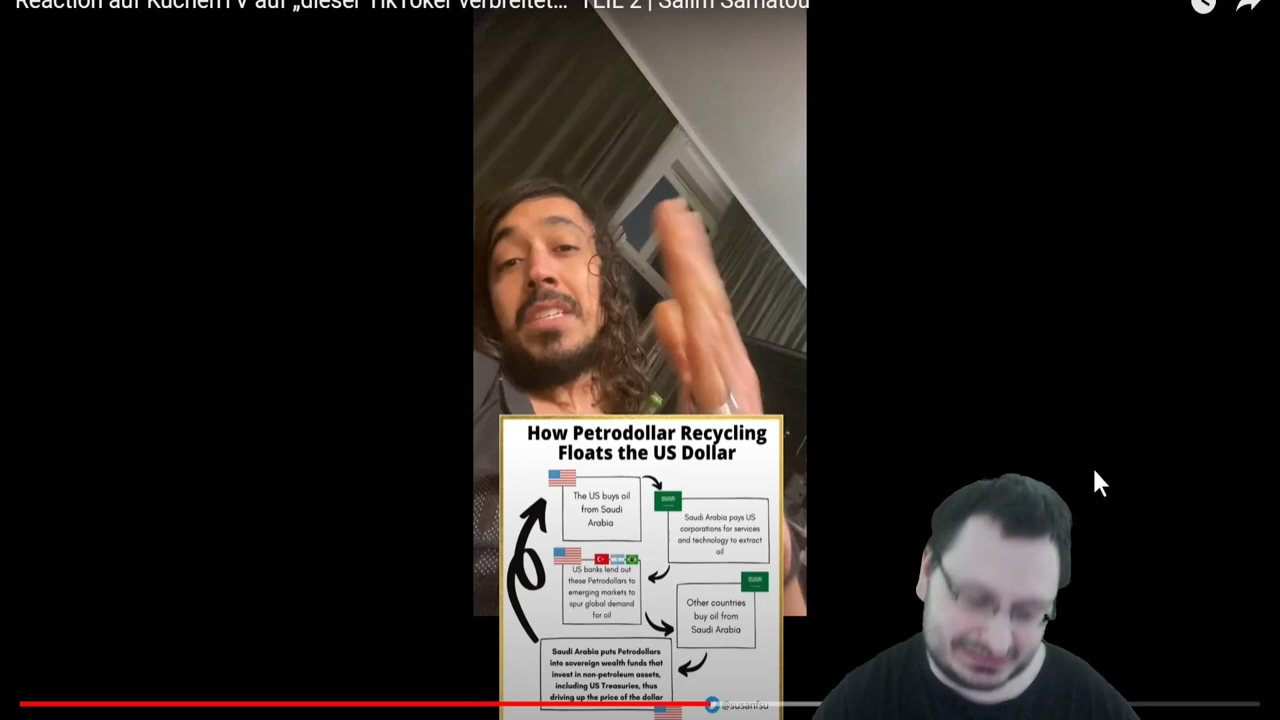 Reaction auf KuchenTV auf „dieser TikToker verbreitet…“ TEIL 2 | Salim Samatou
How Petrodollar Recycling
Floats the US Dollar
The US buys oil
from Saudi
Arabia
Saudi Arabia pays US
corporations for services
and technology to extract
oil
US banks lend out
these Petrodollars to
emerging markets to
spur global demand
for oil
Other countries
buy oil from
Saudi Arabia
Saudi Arabia puts Petrodollars
into sovereign wealth funds that
invest in non-petroleum assets,
including US Treasuries, thus
driving up the price of the dollar
@susanfsu